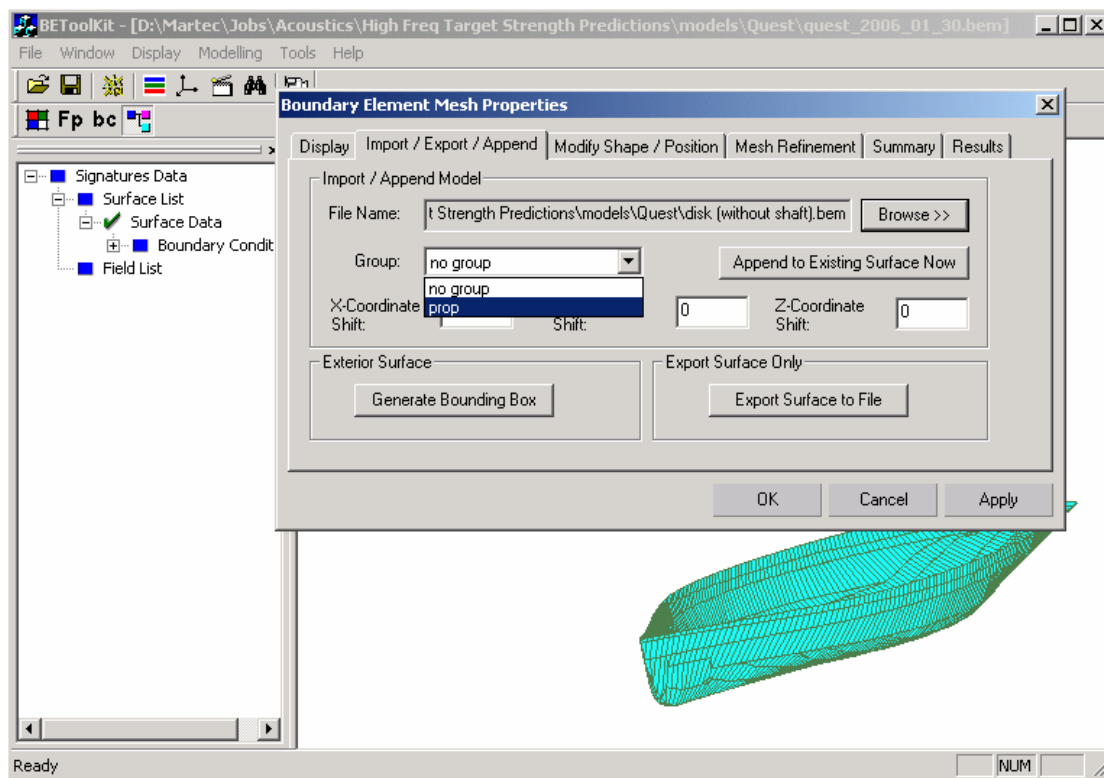 BEToolKit - [D:\Martec\Jobs\Acoustics\High Freq Target Strength Predictions\models\Quest\quest_2006_01_30.bem]
File Window Display Modelling Tools Help
Fp bc
Boundary Element Mesh Properties
Display Import / Export / Append Modify Shape / Position Mesh Refinement Summary Results
Signatures Data
Surface List
Surface Data
Boundary Condit
Field List
Import / Append Model
File Name: t Strength Predictions\models\Quest\disk (without shaft).bem Browse >>
Group: no group Append to Existing Surface Now
no group
prop
X-Coordinate Shift: Shift: 0 Z-Coordinate Shift: 0
Exterior Surface Export Surface Only
Generate Bounding Box Export Surface to File
OK Cancel Apply
Ready NUM